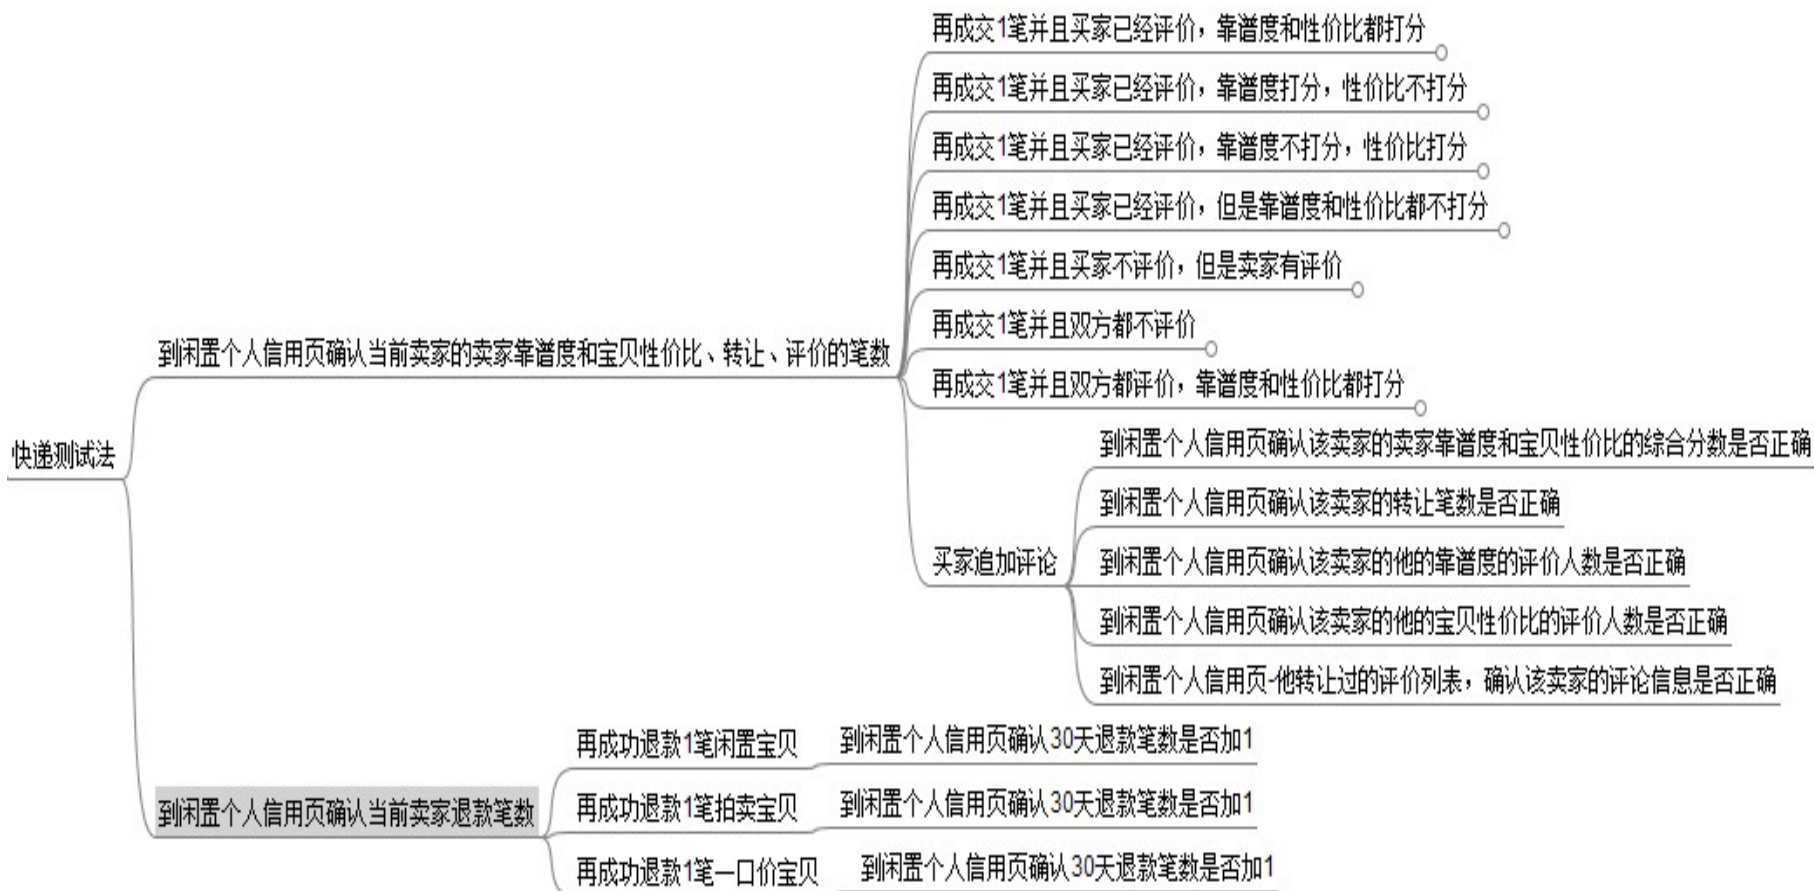 再成交1笔并且买家已经评价，靠谱度和性价比都打分
再成交1笔并且买家已经评价，靠谱度打分，性价比不打分
再成交1笔并且买家已经评价，靠谱度不打分，性价比打分
再成交1笔并且买家已经评价，但是靠谱度和性价比都不打分
再成交1笔并且买家不评价，但是卖家有评价
再成交1笔并且双方都不评价
到闲置个人信用页确认当前卖家的卖家靠谱度和宝贝性价比、转让、评价的笔数
再成交1笔并且双方都评价，靠谱度和性价比都打分
快递测试法
到闲置个人信用页确认该卖家的卖家靠谱度和宝贝性价比的综合分数是否正确
到闲置个人信用页确认该卖家的转让笔数是否正确
买家追加评论
到闲置个人信用页确认该卖家的他的靠谱度的评价人数是否正确
到闲置个人信用页确认该卖家的他的宝贝性价比的评价人数是否正确
到闲置个人信用页-他转让过的评价列表，确认该卖家的评论信息是否正确
再成功退款1笔闲置宝贝
到闲置个人信用页确认30天退款笔数是否加1
到闲置个人信用页确认当前卖家退款笔数
再成功退款1笔拍卖宝贝
到闲置个人信用页确认30天退款笔数是否加1
再成功退款1笔一口价宝贝
到闲置个人信用页确认30天退款笔数是否加1